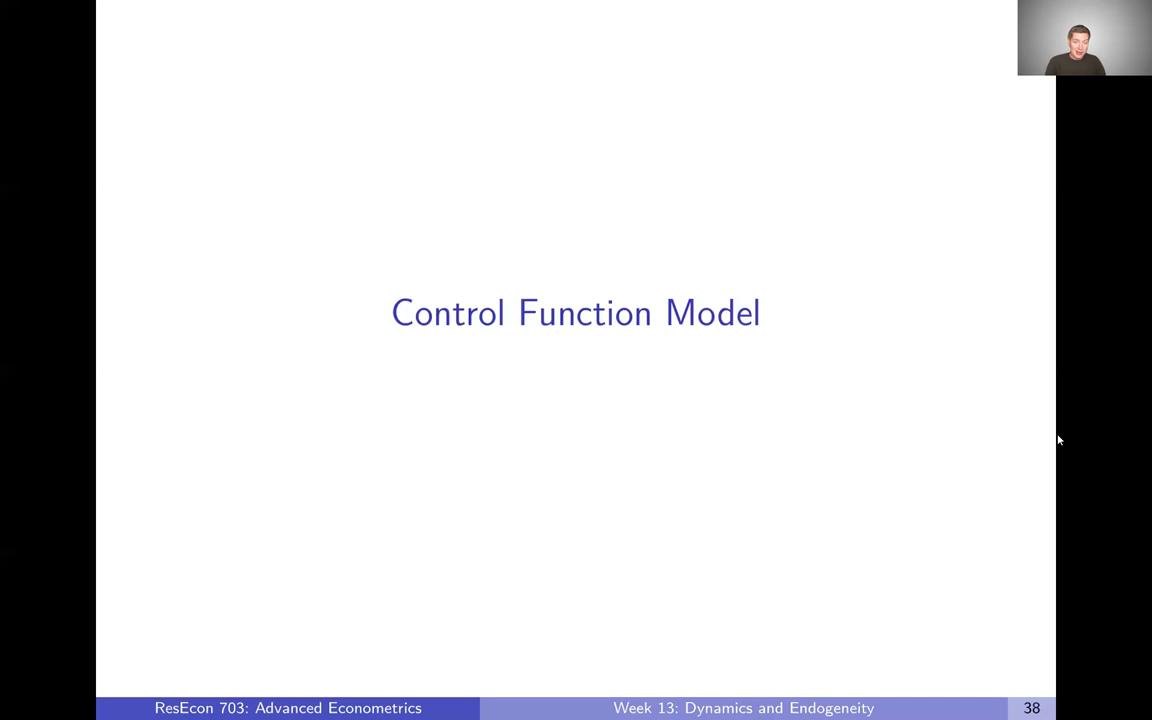 Control Function Model
ResEcon 703: Advanced Econometrics
Week 13: Dynamics and Endogeneity
38